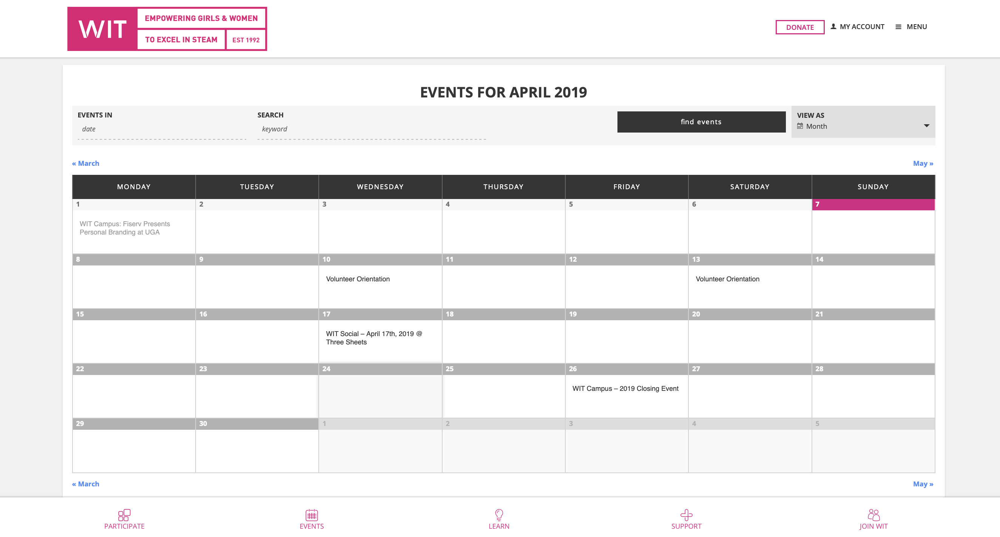 WIT
EMPOWERING GIRLS & WOMEN
TO EXCEL IN STEAM
EST 1992
DONATE
MY ACCOUNT
MENU
EVENTS FOR APRIL 2019
EVENTS IN
date
SEARCH
keyword
find events
VIEW AS
Month
« March
May »
MONDAY
TUESDAY
WEDNESDAY
THURSDAY
FRIDAY
SATURDAY
SUNDAY
1
WIT Campus: Fiserv Presents
Personal Branding at UGA
2
3
4
5
6
7
8
9
10
Volunteer Orientation
11
12
13
Volunteer Orientation
14
15
16
17
WIT Social – April 17th, 2019 @
Three Sheets
18
19
20
21
22
23
24
25
26
WIT Campus – 2019 Closing Event
27
28
29
30
1
2
3
4
5
« March
May »
PARTICIPATE
EVENTS
LEARN
SUPPORT
JOIN WIT